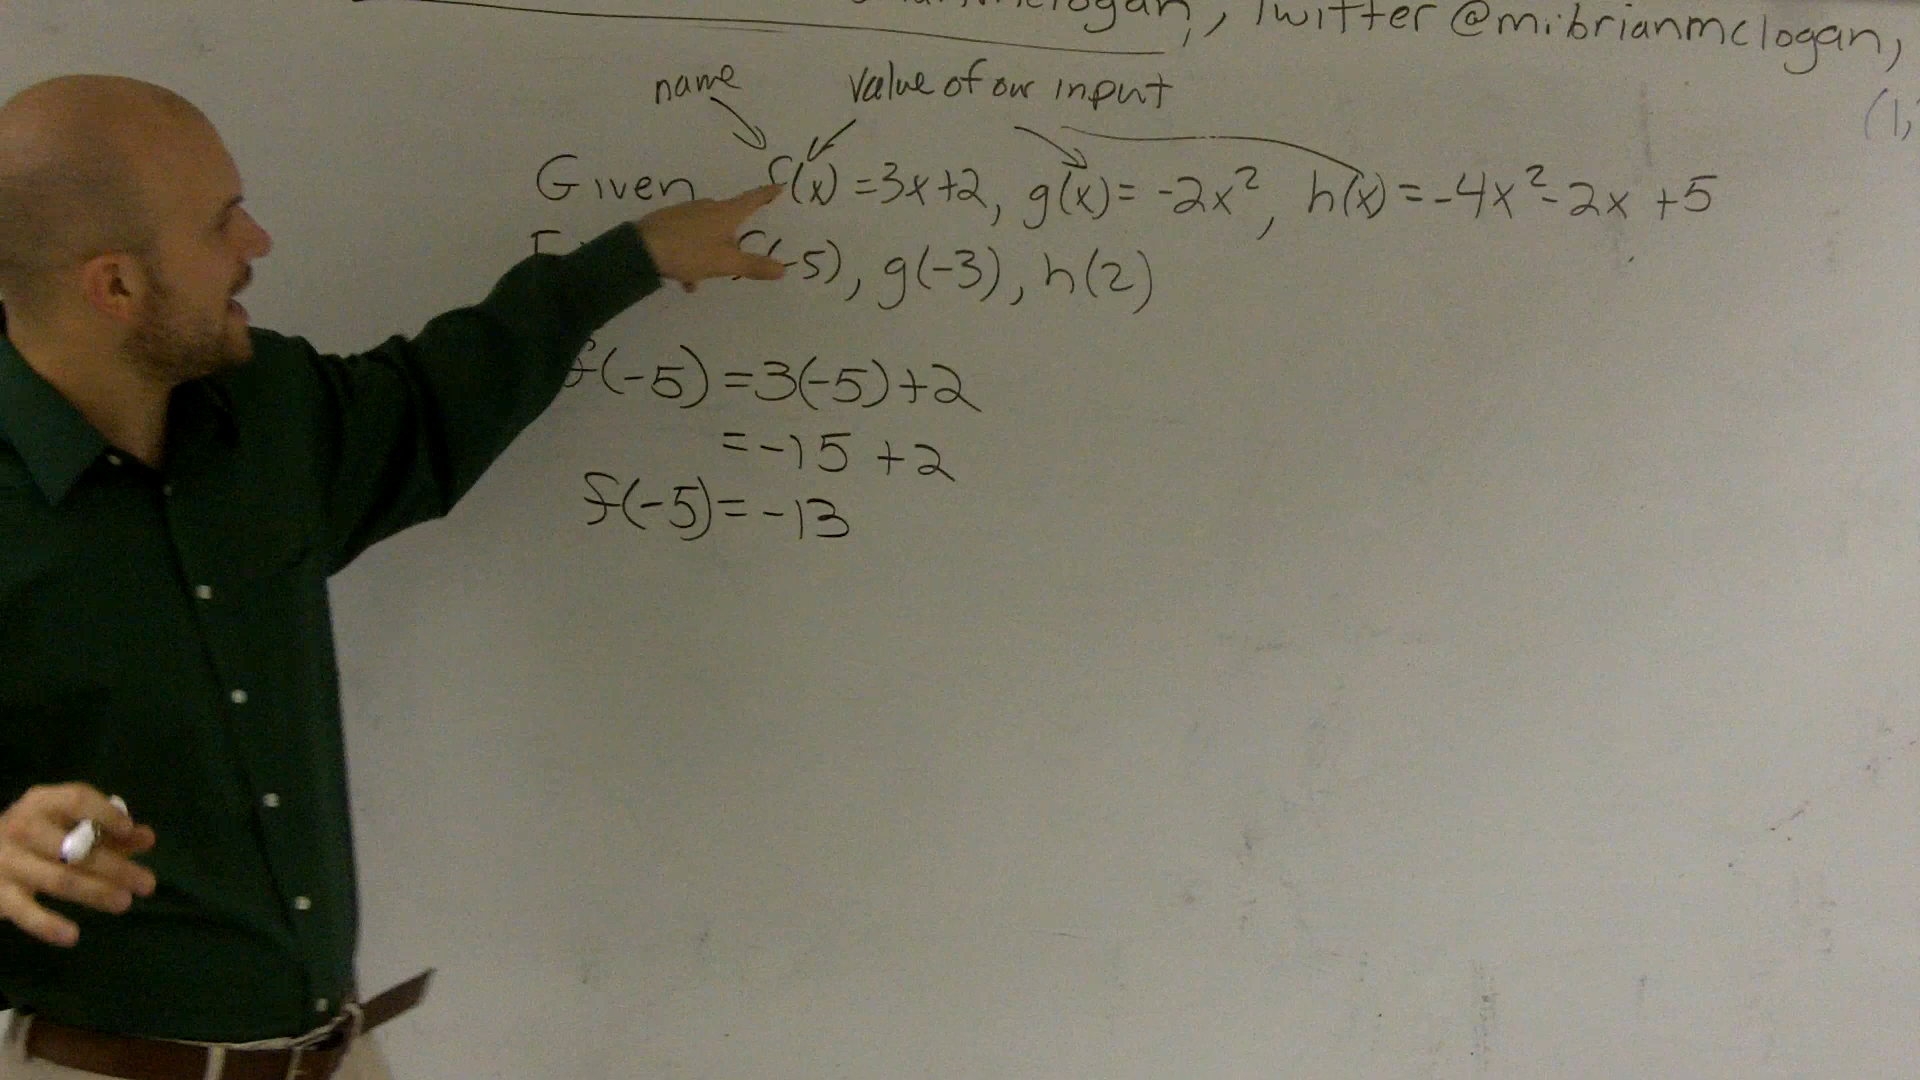 Twitter @mrbrianmclogan,
name value of our input
(1,
Given f(x) = 3x+2, g(x) = -2x², h(x) = -4x² - 2x + 5
f(-5), g(-3), h(2)
f(-5) = 3(-5)+2
= -15 +2
f(-5) = -13